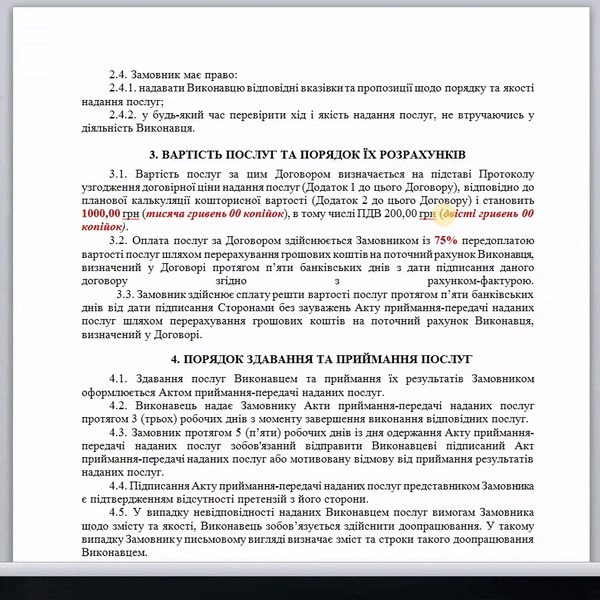 2.4. Замовник має право:
2.4.1. надавати Виконавцю відповідні вказівки та пропозиції щодо порядку та якості
надання послуг;
2.4.2. у будь-який час перевірити хід і якість надання послуг, не втручаючись у
діяльність Виконавця.
3. ВАРТІСТЬ ПОСЛУГ ТА ПОРЯДОК ЇХ РОЗРАХУНКІВ
3.1. Вартість послуг за цим Договором визначається на підставі Протоколу
узгодження договірної ціни надання послуг (Додаток 1 до цього Договору), відповідно до
планової калькуляції кошторисної вартості (Додаток 2 до цього Договору) і становить
1000,00 грн (тисяча гривень 00 копійок), в тому числі ПДВ 200,00 грн (двісті гривень 00
копійок).
3.2. Оплата послуг за Договором здійснюється Замовником із 75% передоплатою
вартості послуг шляхом перерахування грошових коштів на поточний рахунок Виконавця,
визначений у Договорі протягом п’яти банківських днів з дати підписання даного
договору згідно з рахунком-фактурою.
3.3. Замовник здійснює сплату решти вартості послуг протягом п’яти банківських
днів від дати підписання Сторонами без зауважень Акту приймання-передачі наданих
послуг шляхом перерахування грошових коштів на поточний рахунок Виконавця,
визначений у Договорі.
4. ПОРЯДОК ЗДАВАННЯ ТА ПРИЙМАННЯ ПОСЛУГ
4.1. Здавання послуг Виконавцем та приймання їх результатів Замовником
оформлюється Актом приймання-передачі наданих послуг.
4.2. Виконавець надає Замовнику Акти приймання-передачі наданих послуг
протягом 3 (трьох) робочих днів з моменту завершення виконання відповідних послуг.
4.3. Замовник протягом 5 (п’яти) робочих днів із дня одержання Акту приймання-
передачі наданих послуг зобов'язаний відправити Виконавцеві підписаний Акт
приймання-передачі наданих послуг або мотивовану відмову від приймання результатів
наданих послуг.
4.4. Підписання Акту приймання-передачі наданих послуг представником Замовника
є підтвердженням відсутності претензій з його сторони.
4.5. У випадку невідповідності наданих Виконавцем послуг вимогам Замовника
щодо змісту та якості, Виконавець зобов’язується здійснити доопрацювання. У такому
випадку Замовник у письмовому вигляді визначає зміст та строки такого доопрацювання
Виконавцем.